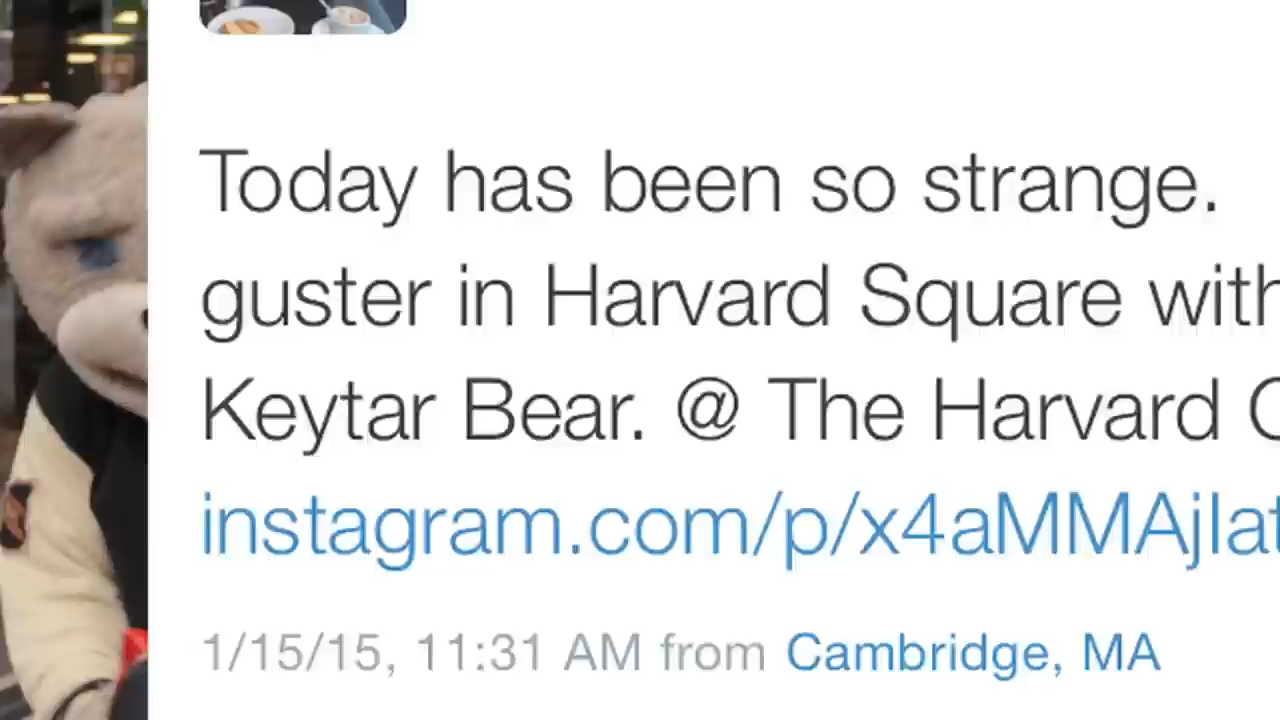 Today has been so strange.
guster in Harvard Square with
Keytar Bear. @ The Harvard
instagram.com/p/x4aMMAjIat
1/15/15, 11:31 AM from Cambridge, MA